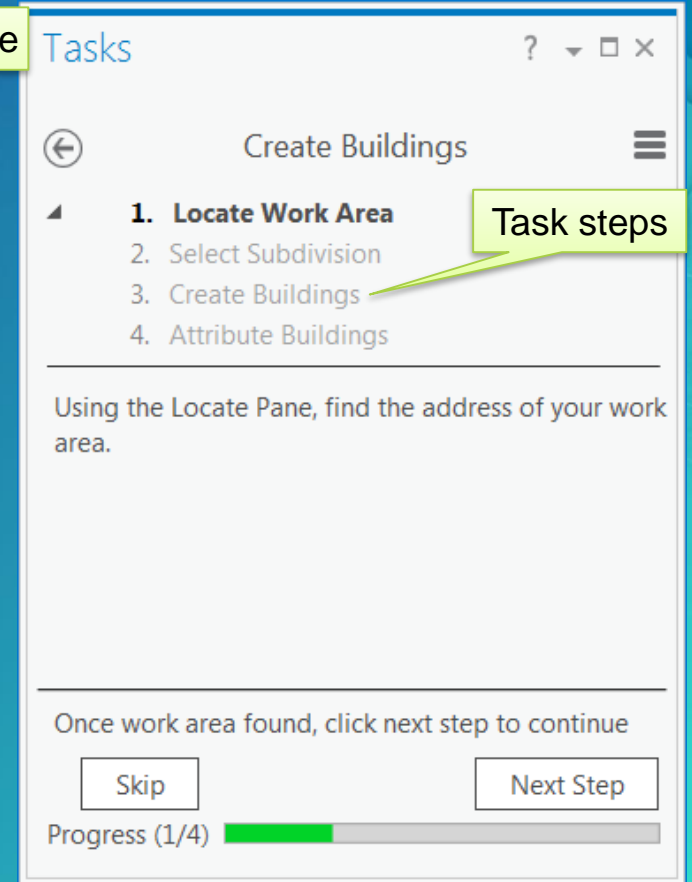 Tasks ?
Create Buildings
1. Locate Work Area
Task steps
2. Select Subdivision
3. Create Buildings
4. Attribute Buildings
Using the Locate Pane, find the address of your work
area.
Once work area found, click next step to continue
Skip Next Step
Progress (1/4)